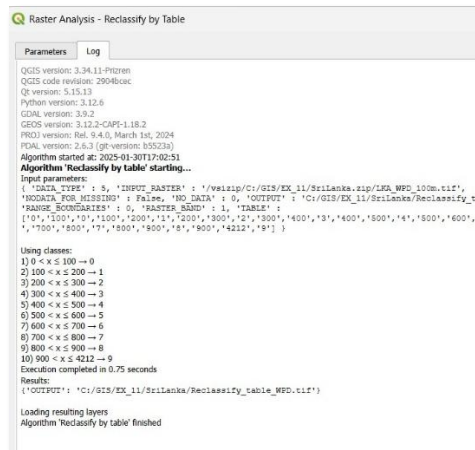 Raster Analysis - Reclassify by Table
Parameters Log
QGIS version: 3.34.11-Prizren
QGIS code revision: 2904bcec
Qt version: 5.15.13
Python version: 3.12.6
GDAL version: 3.9.2
GEOS version: 3.12.2-CAPI-1.18.2
PROJ version: Rel. 9.4.0, March 1st, 2024
PDAL version: 2.6.3 (git-version: b5523a)
Algorithm started at: 2025-01-30T17:02:51
Algorithm 'Reclassify by table' starting...
Input parameters:
{ 'DATA_TYPE' : 5, 'INPUT_RASTER' : '/vsizip/C:/GIS/EX_11/SriLanka.zip/LKA_WPD_100m.tif',
'NODATA_FOR_MISSING' : False, 'NO_DATA' : 0, 'OUTPUT' : 'C:/GIS/EX_11/SriLanka/Reclassify_t
'RANGE_BOUNDARIES' : 0, 'RASTER_BAND' : 1, 'TABLE' :
['0','100','0','100','200','1','200','300','2','300','400','3','400','500','4','500','600',
','700','800','7','800','900','8','900','4212','9'] }
Using classes:
1) 0 < x ≤ 100 → 0
2) 100 < x ≤ 200 → 1
3) 200 < x ≤ 300 → 2
4) 300 < x ≤ 400 → 3
5) 400 < x ≤ 500 → 4
6) 500 < x ≤ 600 → 5
7) 600 < x ≤ 700 → 6
8) 700 < x ≤ 800 → 7
9) 800 < x ≤ 900 → 8
10) 900 < x ≤ 4212 → 9
Execution completed in 0.75 seconds
Results:
{'OUTPUT': 'C:/GIS/EX_11/SriLanka/Reclassify_table_WPD.tif'}
Loading resulting layers
Algorithm 'Reclassify by table' finished